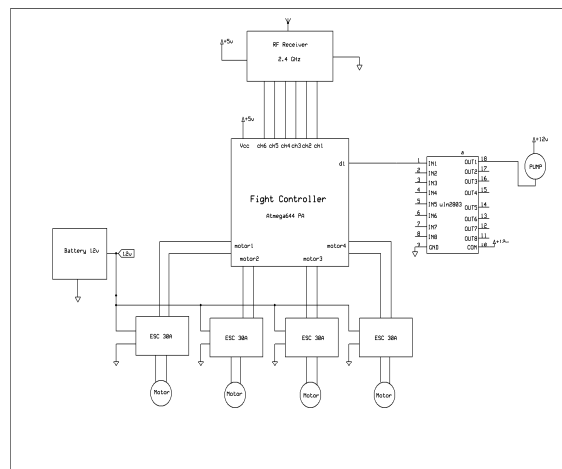 +5v
RF Receiver
2.4 GHz
+5v
Vcc ch6 ch5 ch4 ch3 ch2 ch1
d1
Fight Controller
Atmega644 PA
motor1 motor4
motor2 motor3
a
1 IN1 OUT1 18
2 IN2 OUT2 17
3 IN3 OUT3 16
4 IN4 OUT4 15
5 IN5 uln2803 OUT5 14
6 IN6 OUT6 13
7 IN7 OUT7 12
8 IN8 OUT8 11
9 GND CON 10
+12v
+12v
PUMP
Battery 12v
12v
ESC 30A ESC 30A ESC 30A ESC 30A
Motor Motor Motor Motor